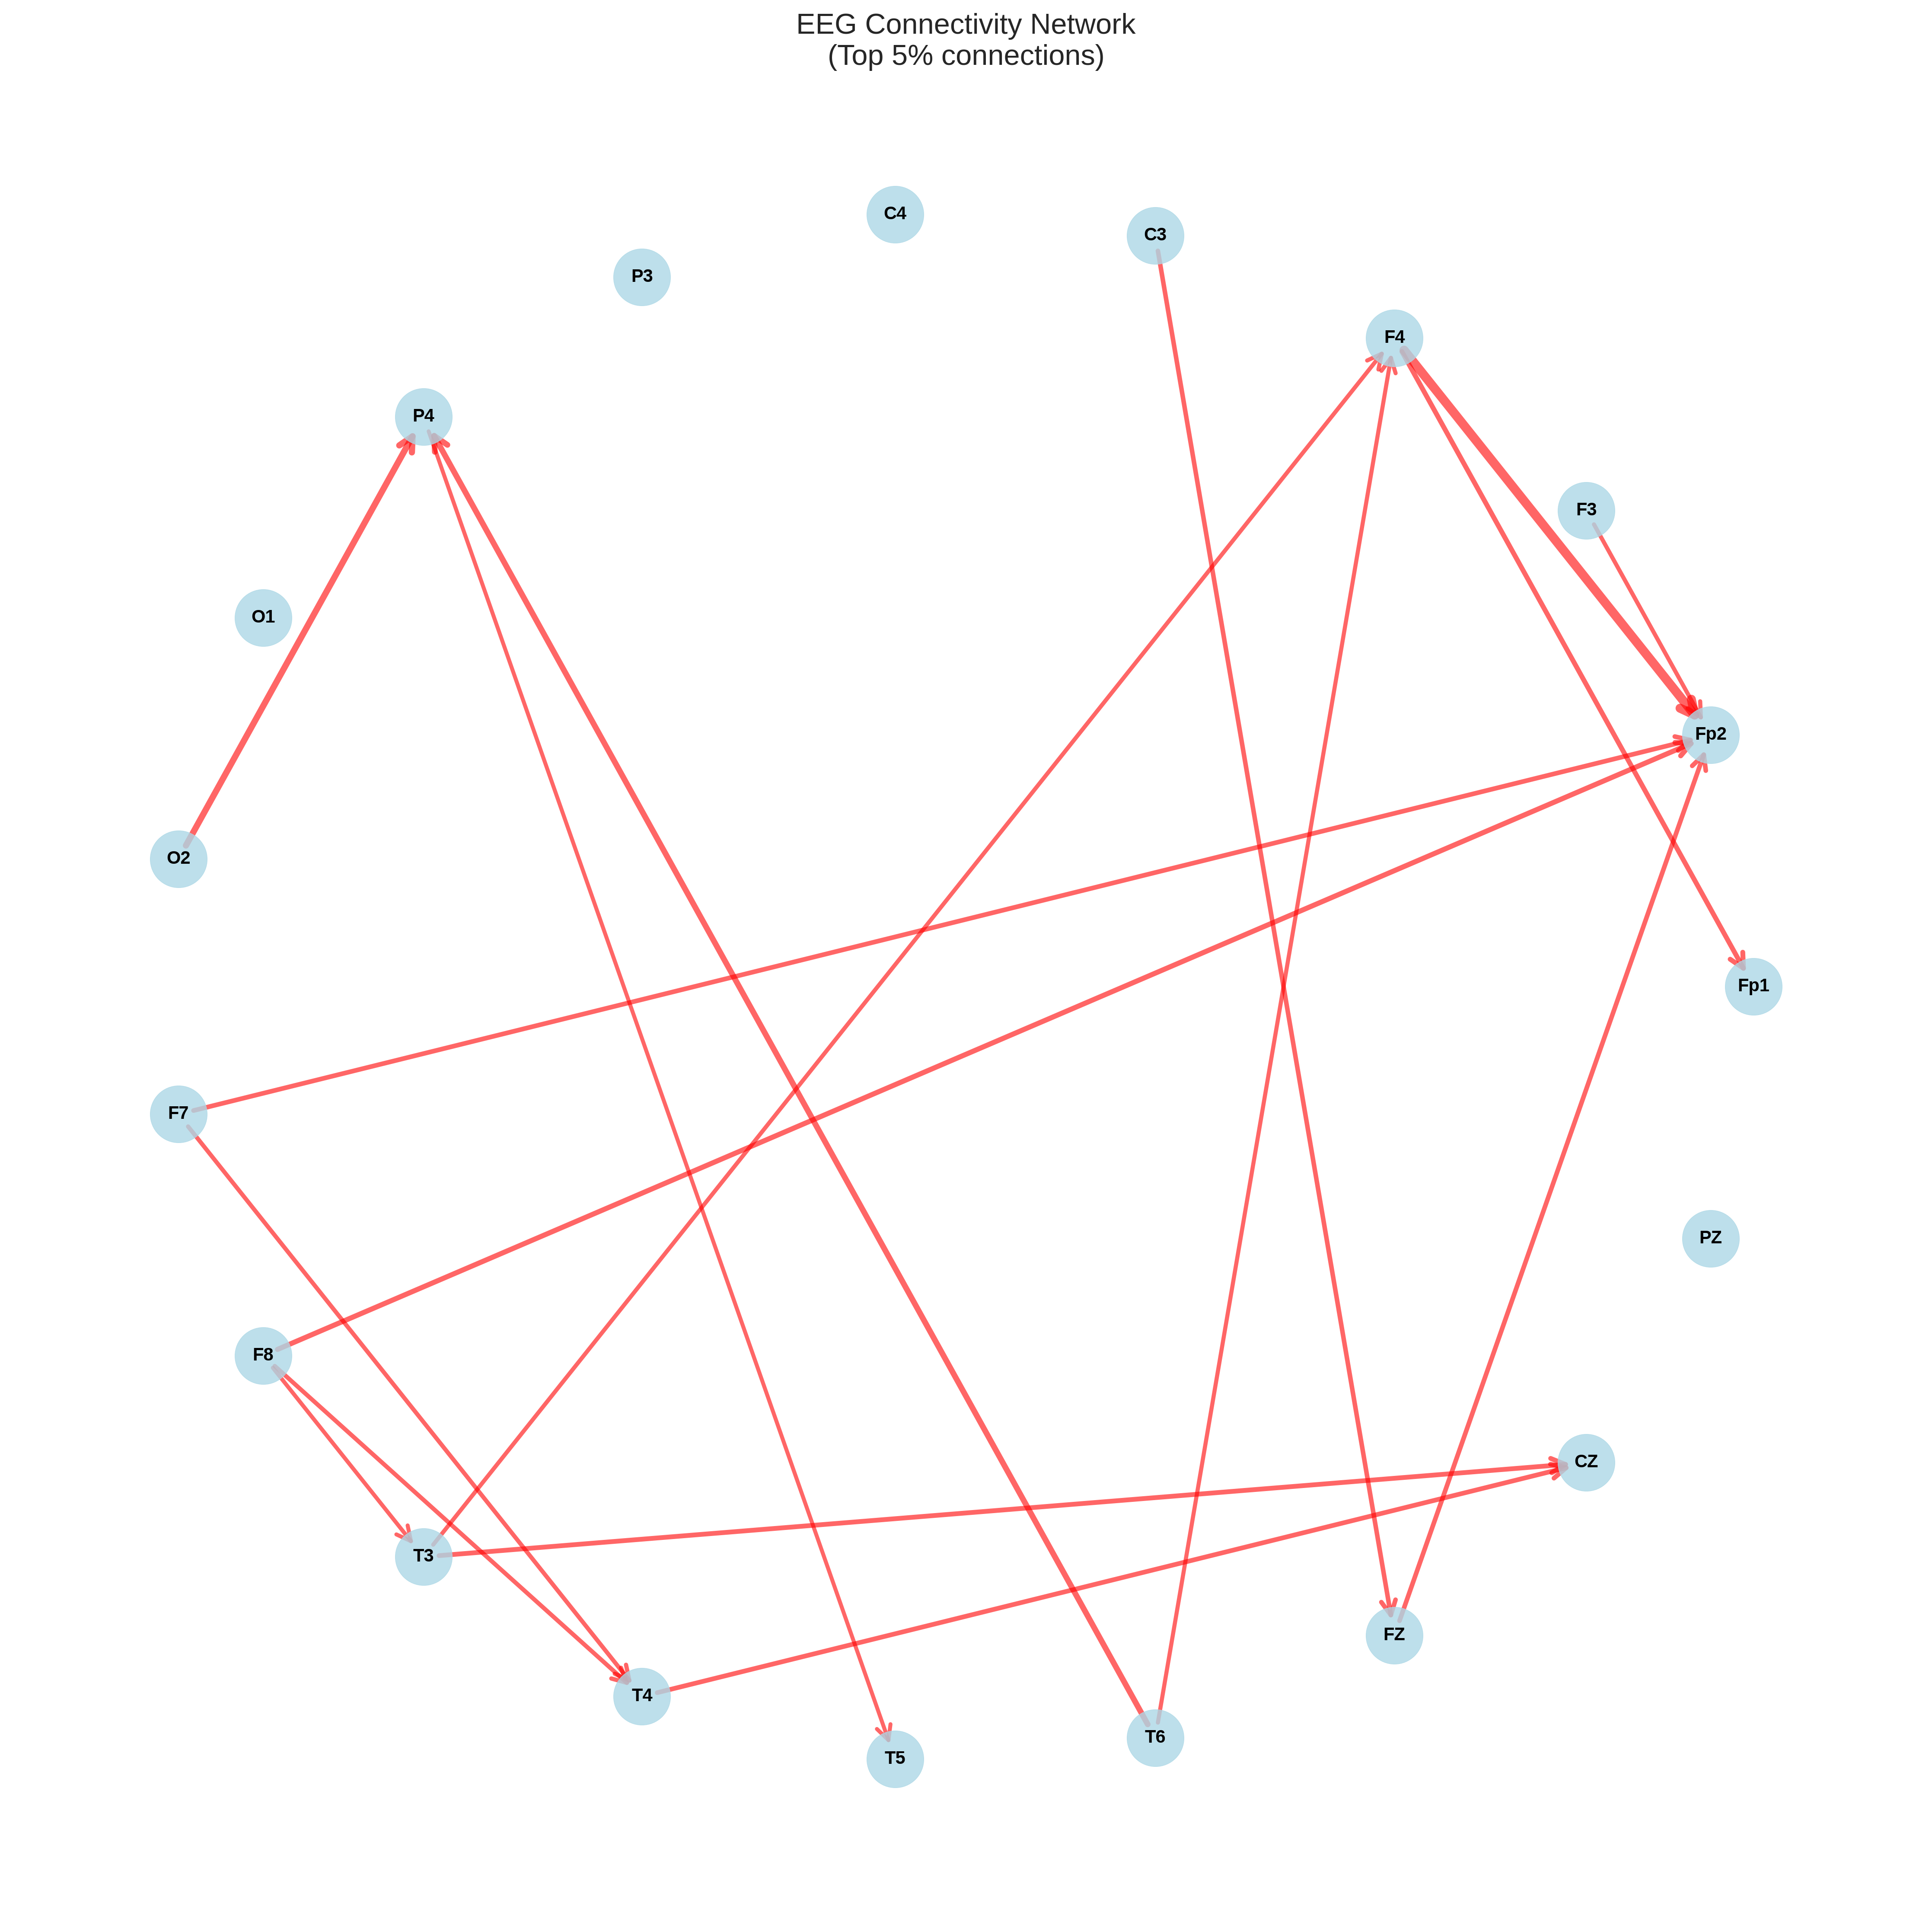 EEG Connectivity Network
(Top 5% connections)
C4
C3
P3
F4
P4
F3
O1
Fp2
O2
Fp1
F7
PZ
F8
CZ
T3
FZ
T4
T6
T5